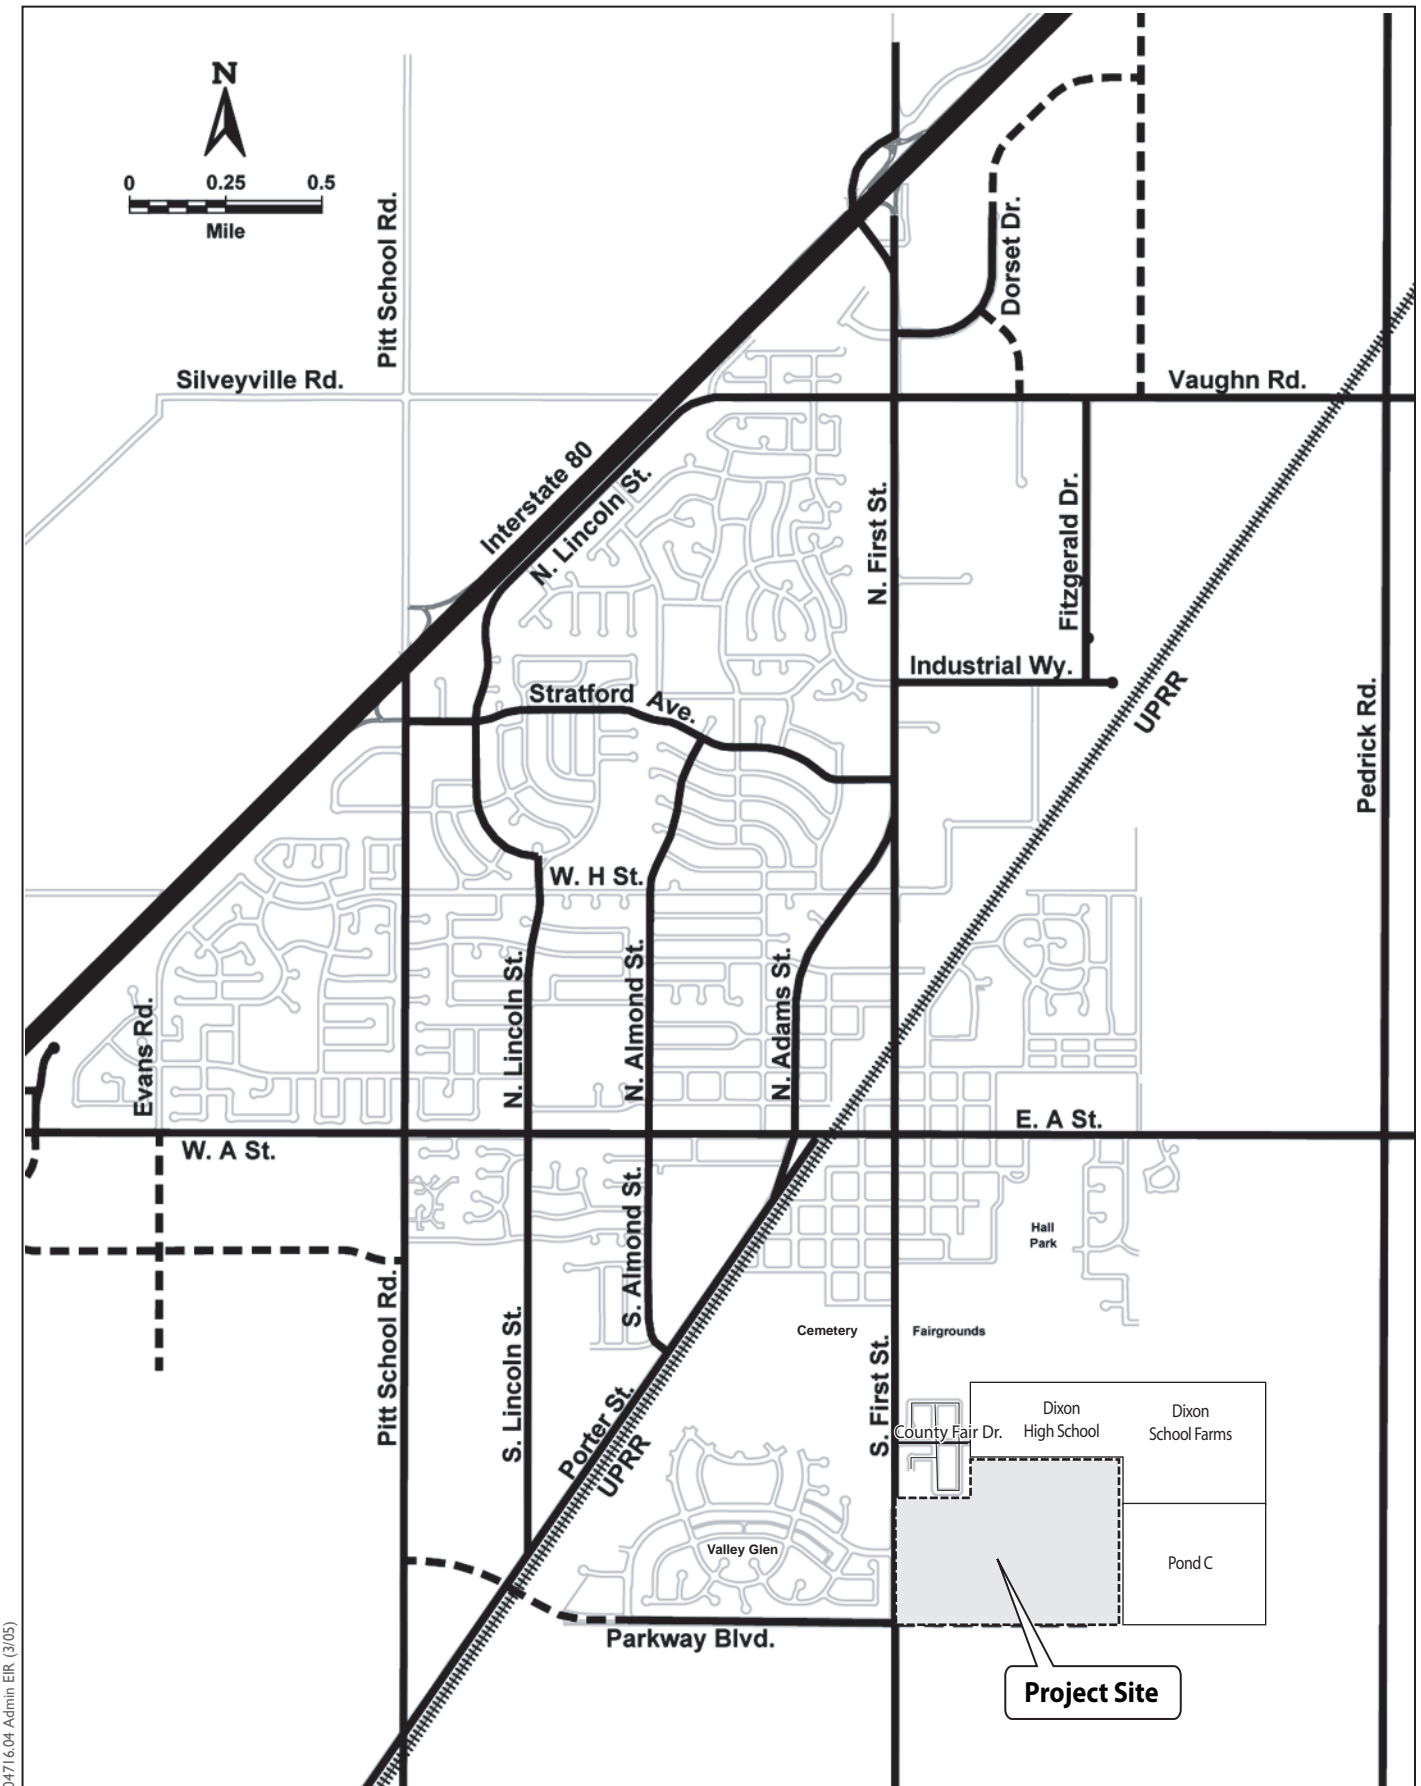 N
0 0.25 0.5
Mile
Pitt School Rd.
Dorset Dr.
Silveyville Rd.
Vaughn Rd.
Interstate 80
N. Lincoln St.
N. First St.
Fitzgerald Dr.
Industrial Wy.
UPRR
Pedrick Rd.
Stratford Ave.
W. H St.
N. Lincoln St.
N. Almond St.
N. Adams St.
Evans Rd.
E. A St.
W. A St.
Hall
Park
S. Almond St.
Pitt School Rd.
S. Lincoln St.
Cemetery
Fairgrounds
S. First St.
Porter St.
UPRR
County Fair Dr.
Dixon
High School
Dixon
School Farms
Valley Glen
Pond C
Parkway Blvd.
Project Site
04716.04 Admin EIR (3/05)